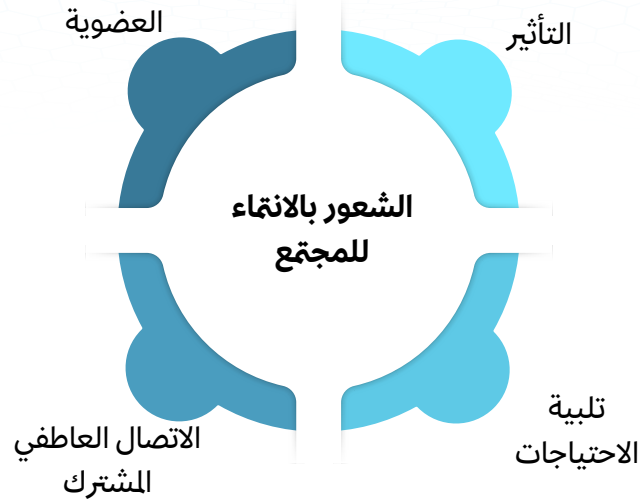 العضوية
التأثير
الشعور بالانتماء
للمجتمع
تلبية
الاحتياجات
الاتصال العاطفي
المشترك